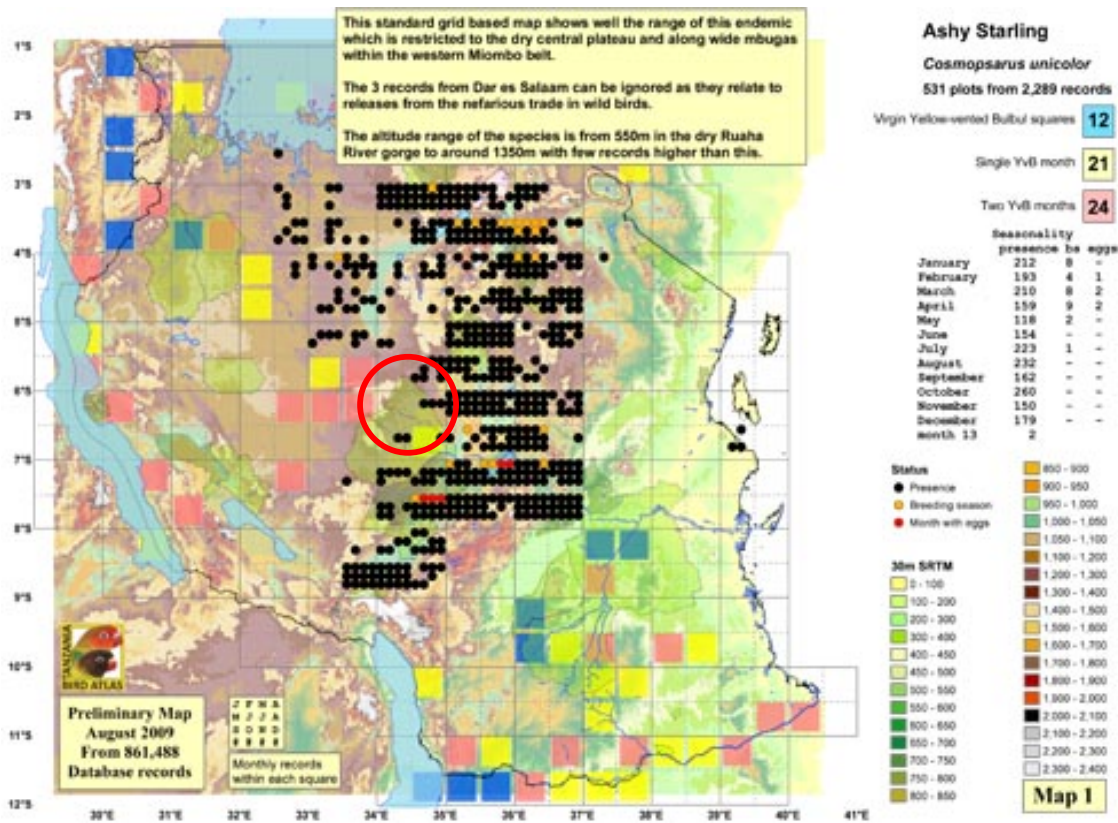 This standard grid based map shows well the range of this endemic
which is restricted to the dry central plateau and along wide mbugas
within the western Miombo belt.
The 3 records from Dar es Salaam can be ignored as they relate to
releases from the nefarious trade in wild birds.
The altitude range of the species is from 550m in the dry Ruaha
River gorge to around 1350m with few records higher than this.
Ashy Starling
Cosmopsarus unicolor
531 plots from 2,289 records
Virgin Yellow-vented Bulbul squares 12
Single YvB month 21
Two YvB months 24
Seasonality
presence bs eggs
January 212 8 -
February 193 4 1
March 210 8 2
April 159 9 2
May 118 2 -
June 154 - -
July 223 1 -
August 232 - -
September 162 - -
October 260 - -
November 150 - -
December 179 - -
month 13 2
Status
Presence
Breeding season
Month with eggs
30m SRTM
0 - 100
100 - 200
200 - 300
300 - 400
400 - 450
450 - 500
500 - 550
550 - 600
600 - 650
650 - 700
700 - 750
750 - 800
800 - 850
850 - 900
900 - 950
950 - 1,000
1,000 - 1,050
1,050 - 1,100
1,100 - 1,200
1,200 - 1,300
1,300 - 1,400
1,400 - 1,500
1,500 - 1,600
1,600 - 1,700
1,700 - 1,800
1,800 - 1,900
1,900 - 2,000
2,000 - 2,100
2,100 - 2,200
2,200 - 2,300
2,300 - 2,400
Map 1
1°S
2°S
3°S
4°S
5°S
6°S
7°S
8°S
9°S
10°S
11°S
12°S
30°E
31°E
32°E
33°E
34°E
35°E
36°E
37°E
38°E
39°E
40°E
41°E
TANZANIA
BIRD ATLAS
Preliminary Map
August 2009
From 861,488
Database records
J F M A
M J J A
S O N D
Monthly records
within each square